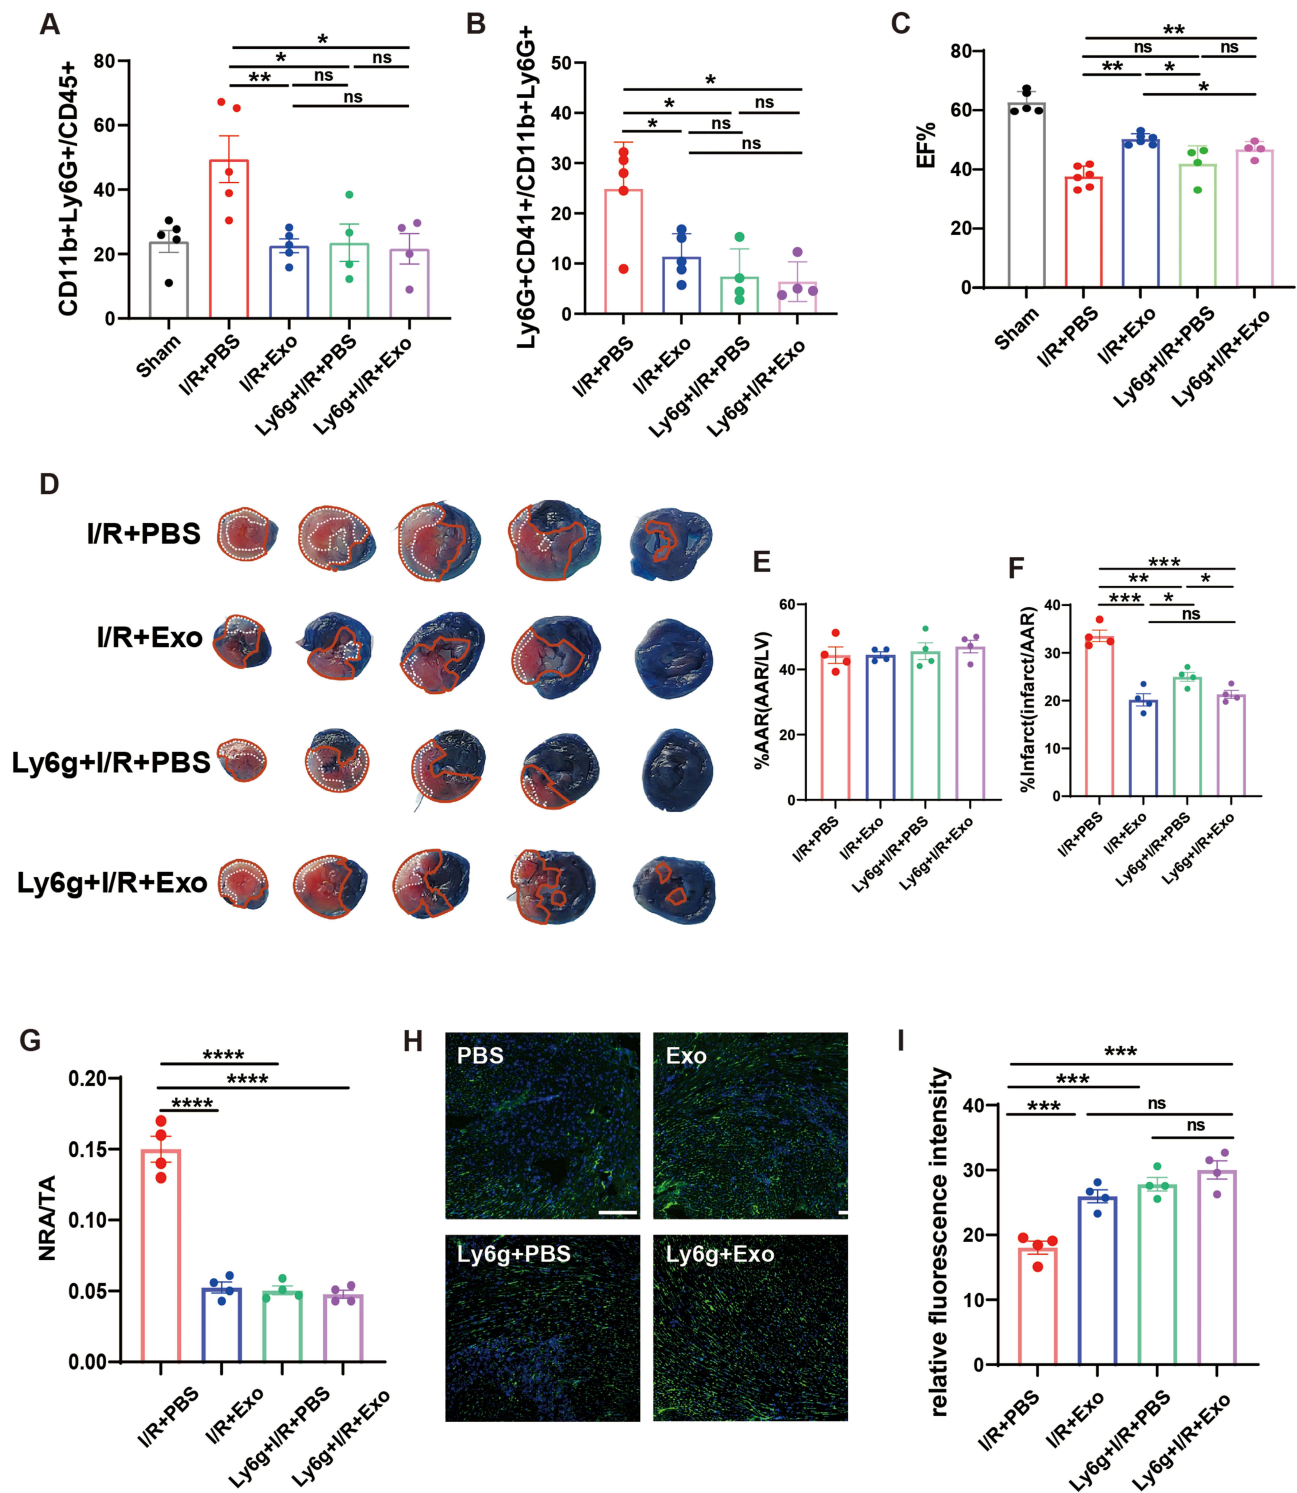 A
CD11b+Ly6G+/CD45+
80
60
40
20
0
*
*
ns
**
ns
ns
Sham
I/R+PBS
I/R+Exo
Ly6g+I/R+PBS
Ly6g+I/R+Exo
B
Ly6G+CD41+/CD11b+Ly6G+
50
40
30
20
10
0
*
*
ns
*
ns
ns
I/R+PBS
I/R+Exo
Ly6g+I/R+PBS
Ly6g+I/R+Exo
C
EF%
80
60
40
20
0
**
ns
ns
**
*
*
Sham
I/R+PBS
I/R+Exo
Ly6g+I/R+PBS
Ly6g+I/R+Exo
D
I/R+PBS
I/R+Exo
Ly6g+I/R+PBS
Ly6g+I/R+Exo
E
%AAR(AAR/LV)
60
40
20
0
I/R+PBS
I/R+Exo
Ly6g+I/R+PBS
Ly6g+I/R+Exo
F
%Infarct(infarct/AAR)
40
30
20
10
0
***
**
*
***
*
ns
I/R+PBS
I/R+Exo
Ly6g+I/R+PBS
Ly6g+I/R+Exo
G
NRA/TA
0.20
0.15
0.10
0.05
0.00
****
****
****
I/R+PBS
I/R+Exo
Ly6g+I/R+PBS
Ly6g+I/R+Exo
H
PBS
Exo
Ly6g+PBS
Ly6g+Exo
I
relative fluorescence intensity
40
30
20
10
0
***
***
***
ns
ns
I/R+PBS
I/R+Exo
Ly6g+I/R+PBS
Ly6g+I/R+Exo